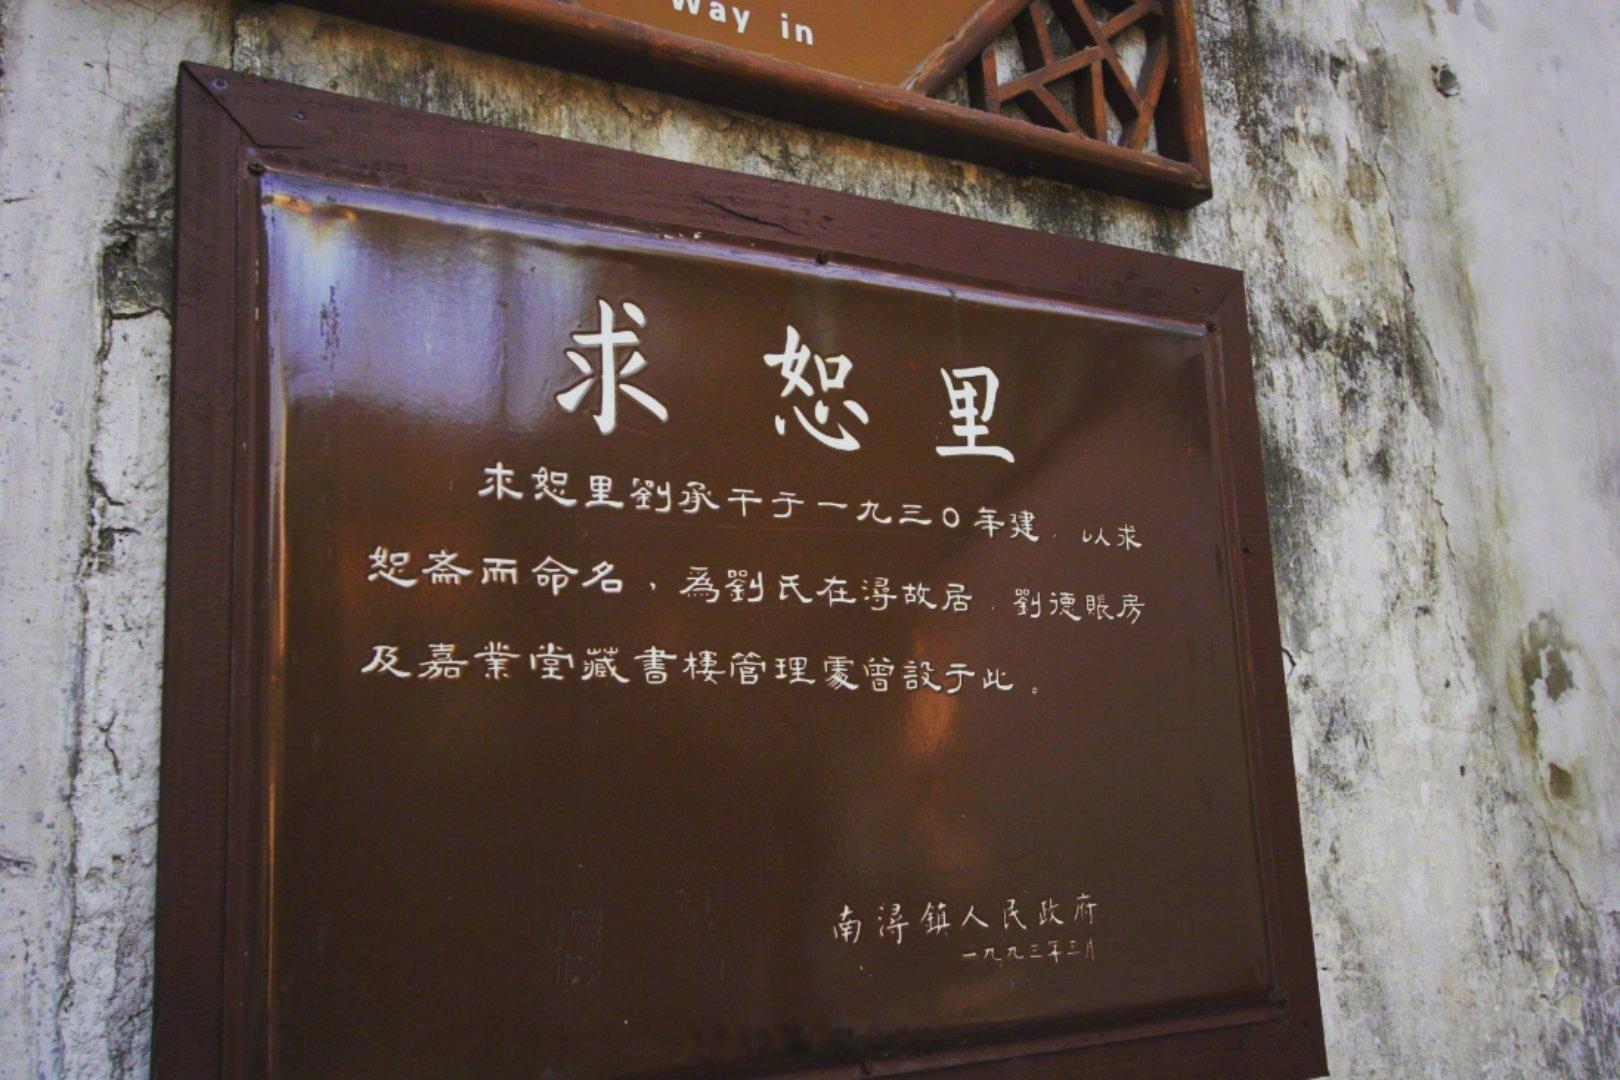 Way in
求恕里
求恕里劉承干于一九三〇年建，以求
恕斋而命名，為劉氏在潯故居，劉德賬房
及嘉業堂藏書樓管理處曾設于此。
南潯鎮人民政府
一九九三年三月